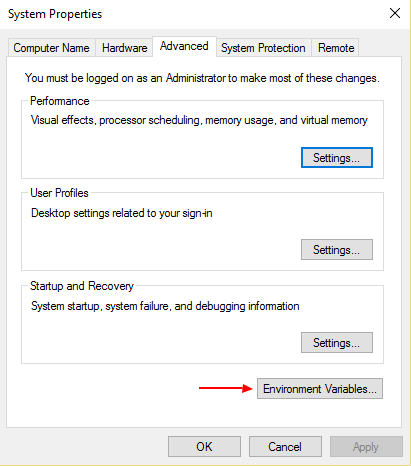 System Properties
Computer Name Hardware Advanced System Protection Remote
You must be logged on as an Administrator to make most of these changes.
Performance
Visual effects, processor scheduling, memory usage, and virtual memory
Settings...
User Profiles
Desktop settings related to your sign-in
Settings...
Startup and Recovery
System startup, system failure, and debugging information
Settings...
Environment Variables...
OK Cancel Apply